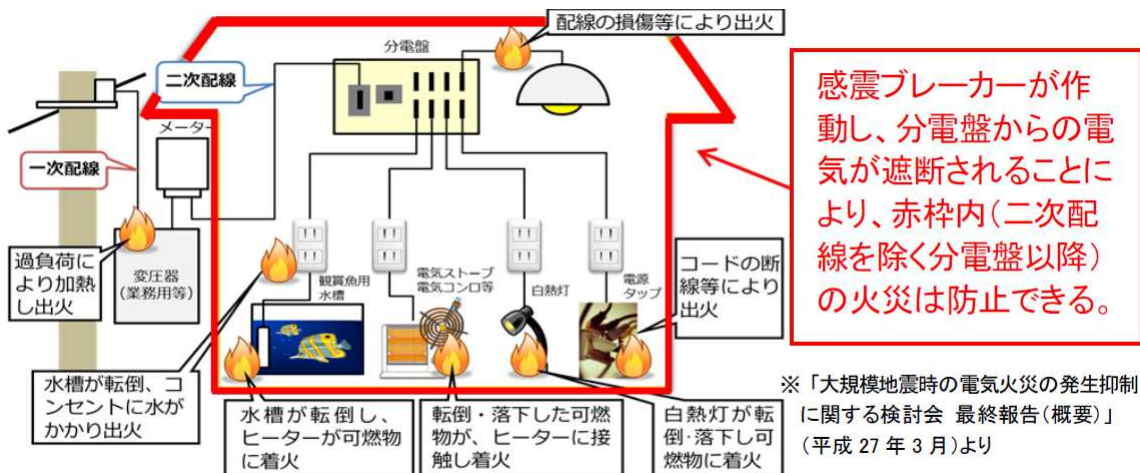 配線の損傷等により出火
分電盤
二次配線
メーター
一次配線
過負荷に
より加熱
し出火
変圧器
(業務用等)
観賞魚用
水槽
電気ストーブ
電気コンロ等
白熱灯
電源
タップ
コードの断
線等により
出火
水槽が転倒、コ
ンセントに水が
かかり出火
水槽が転倒し、
ヒーターが可燃物
に着火
転倒・落下した可燃
物が、ヒーターに接
触し着火
白熱灯が転
倒・落下し可
燃物に着火
感震ブレーカーが作
動し、分電盤からの電
気が遮断されることに
より、赤枠内(二次配
線を除く分電盤以降)
の火災は防止できる。
※「大規模地震時の電気火災の発生抑制
に関する検討会 最終報告(概要)」
(平成 27 年 3 月)より